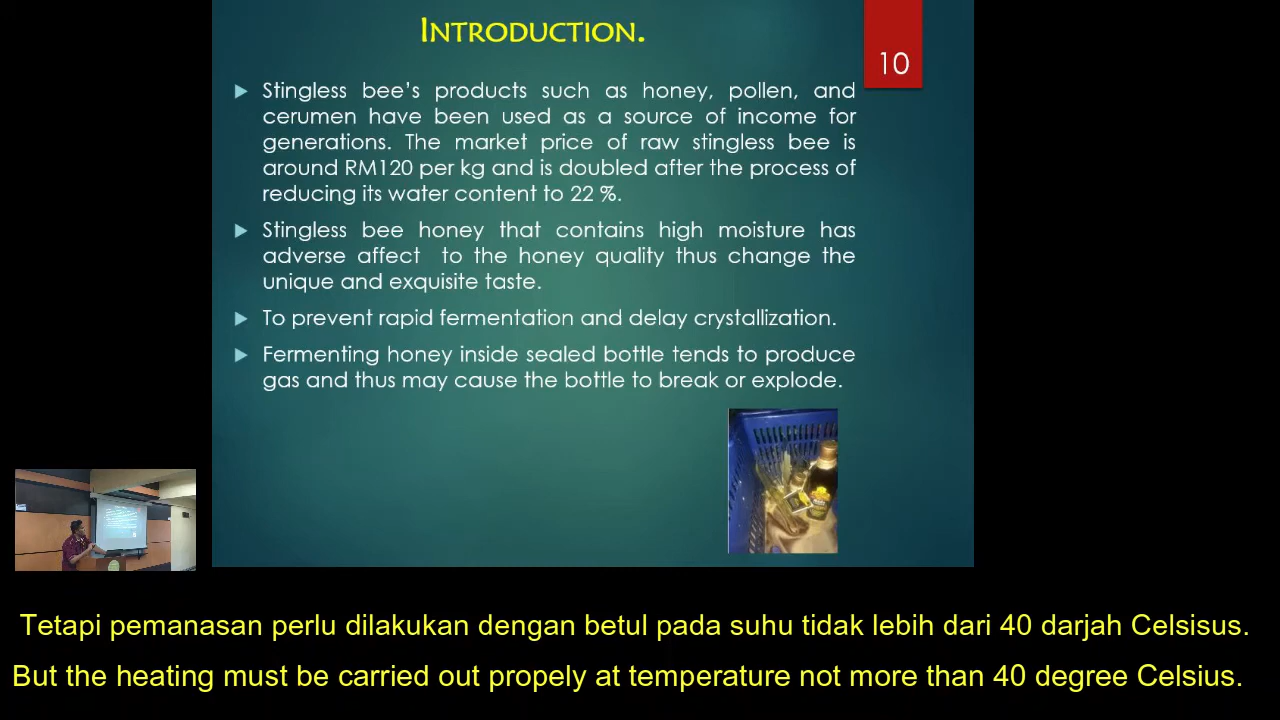 INTRODUCTION.
10
Stingless bee's products such as honey, pollen, and
cerumen have been used as a source of income for
generations. The market price of raw stingless bee is
around RM120 per kg and is doubled after the process of
reducing its water content to 22 %.
Stingless bee honey that contains high moisture has
adverse affect to the honey quality thus change the
unique and exquisite taste.
To prevent rapid fermentation and delay crystallization.
Fermenting honey inside sealed bottle tends to produce
gas and thus may cause the bottle to break or explode.
Tetapi pemanasan perlu dilakukan dengan betul pada suhu tidak lebih dari 40 darjah Celsisus.
But the heating must be carried out propely at temperature not more than 40 degree Celsius.